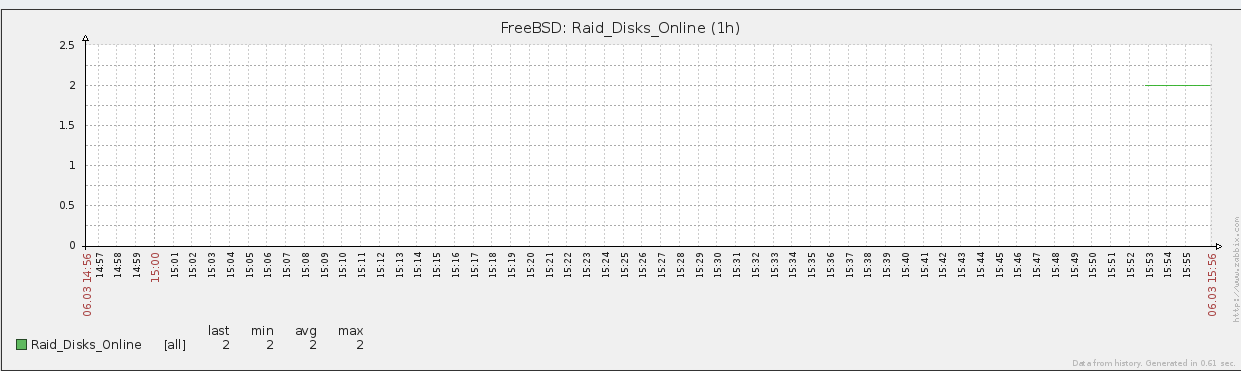 FreeBSD: Raid_Disks_Online (1h)
2.5
2
1.5
1
0.5
0
06.03 14:56 14:57 14:58 14:59 15:00 15:01 15:02 15:03 15:04 15:05 15:06 15:07 15:08 15:09 15:10 15:11 15:12 15:13 15:14 15:15 15:16 15:17 15:18 15:19 15:20 15:21 15:22 15:23 15:24 15:25 15:26 15:27 15:28 15:29 15:30 15:31 15:32 15:33 15:34 15:35 15:36 15:37 15:38 15:39 15:40 15:41 15:42 15:43 15:44 15:45 15:46 15:47 15:48 15:49 15:50 15:51 15:52 15:53 15:54 15:55 06.03 15:56
http://www.zabbix.com
last min avg max
Raid_Disks_Online [all] 2 2 2 2
Data from history. Generated in 0.61 sec.